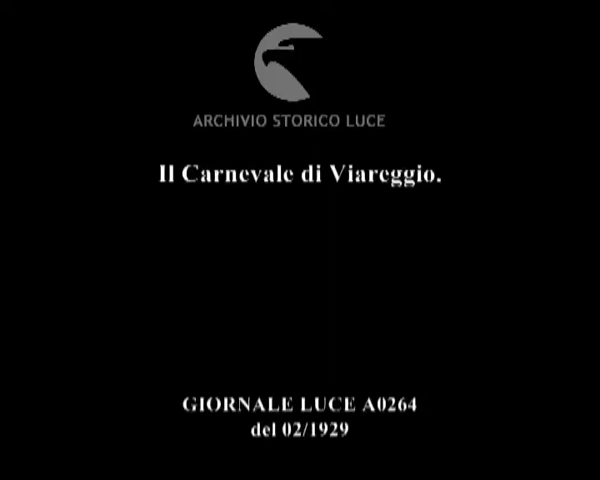 ARCHIVIO STORICO LUCE
Il Carnevale di Viareggio.
GIORNALE LUCE A0264
del 02/1929